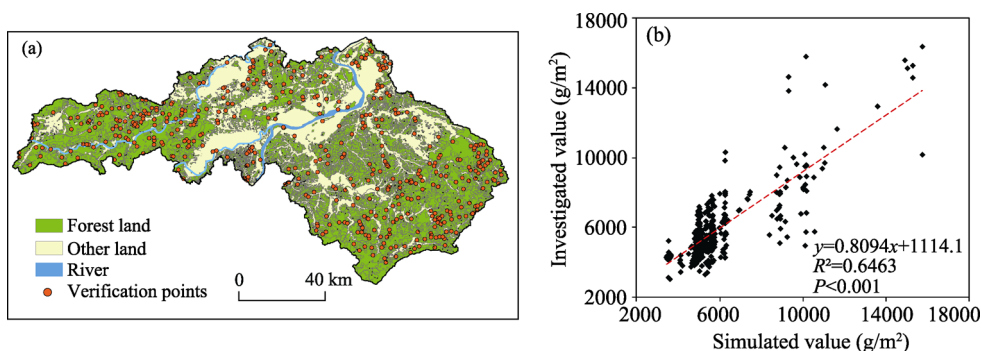 (a)
Forest land
Other land
River
Verification points
0 40 km
(b)
Investigated value (g/m²)
18000
14000
10000
6000
2000
y=0.8094x+1114.1
R²=0.6463
P<0.001
2000 6000 10000 14000 18000
Simulated value (g/m²)